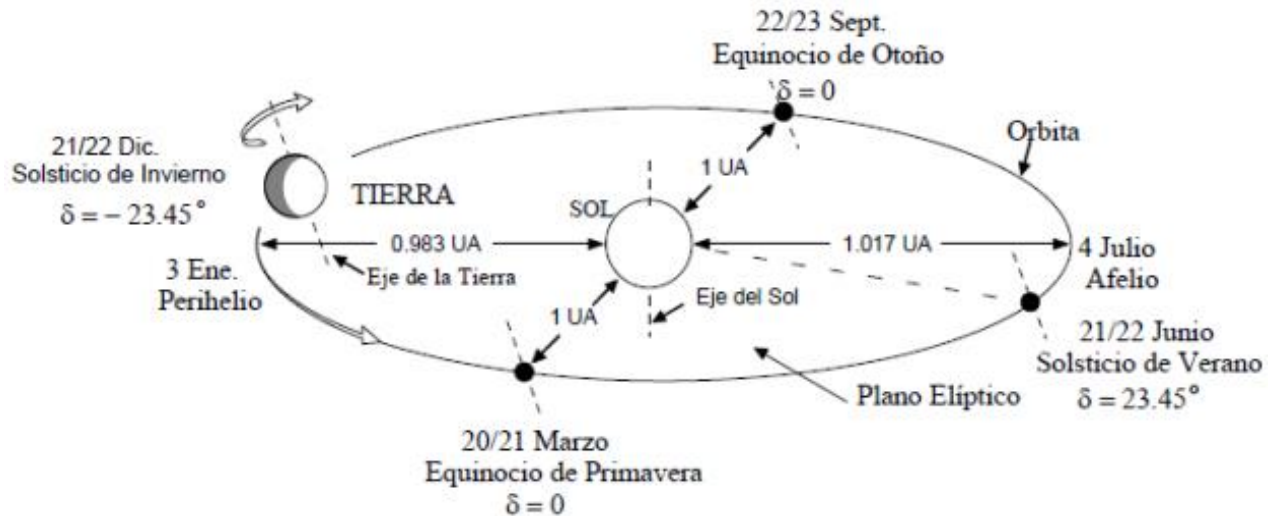 22/23 Sept.
Equinocio de Otoño
δ = 0
Orbita
21/22 Dic.
Solsticio de Invierno
δ = − 23.45°
TIERRA
1 UA
SOL
0.983 UA
1.017 UA
4 Julio
Afelio
3 Ene.
Perihelio
Eje de la Tierra
Eje del Sol
1 UA
21/22 Junio
Solsticio de Verano
δ = 23.45°
Plano Elíptico
20/21 Marzo
Equinocio de Primavera
δ = 0